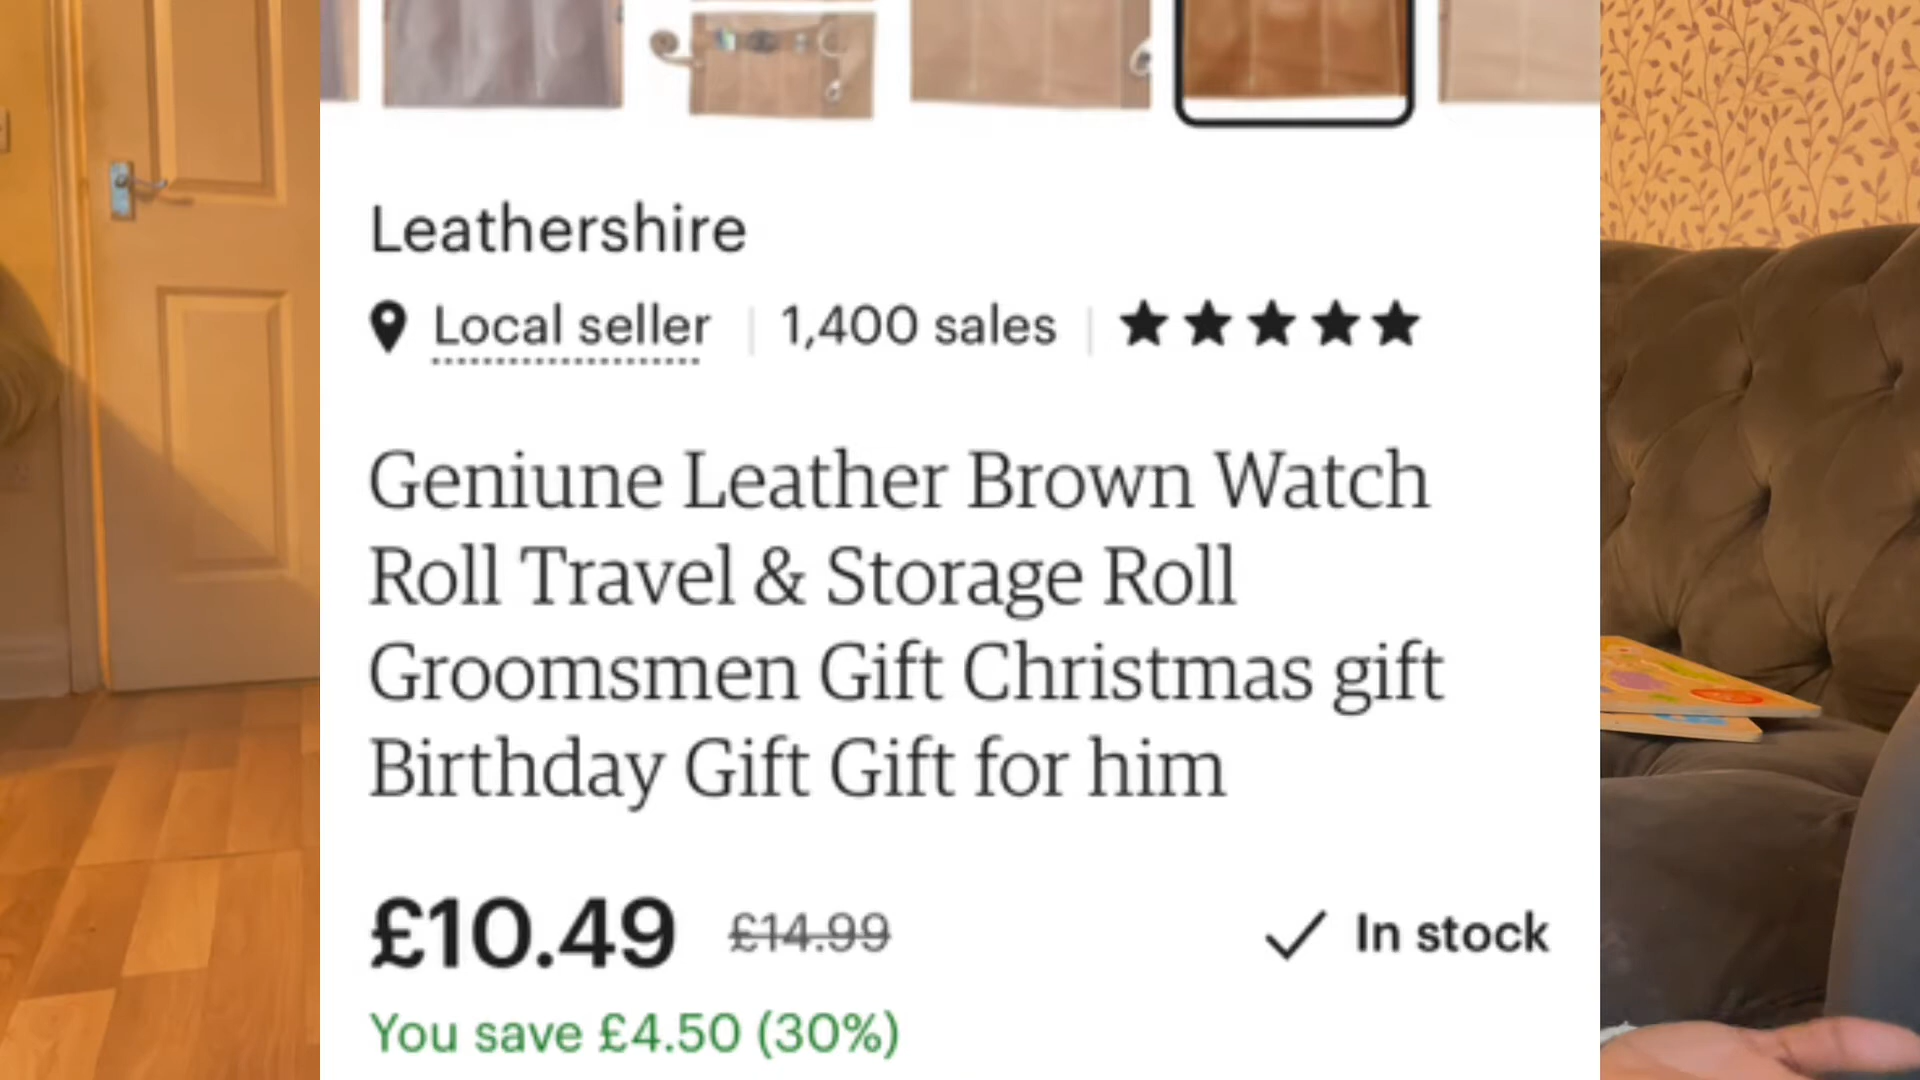 Leathershire
Local seller | 1,400 sales | ★★★★★
Geniune Leather Brown Watch
Roll Travel & Storage Roll
Groomsmen Gift Christmas gift
Birthday Gift Gift for him
£10.49 £14.99 ✓ In stock
You save £4.50 (30%)